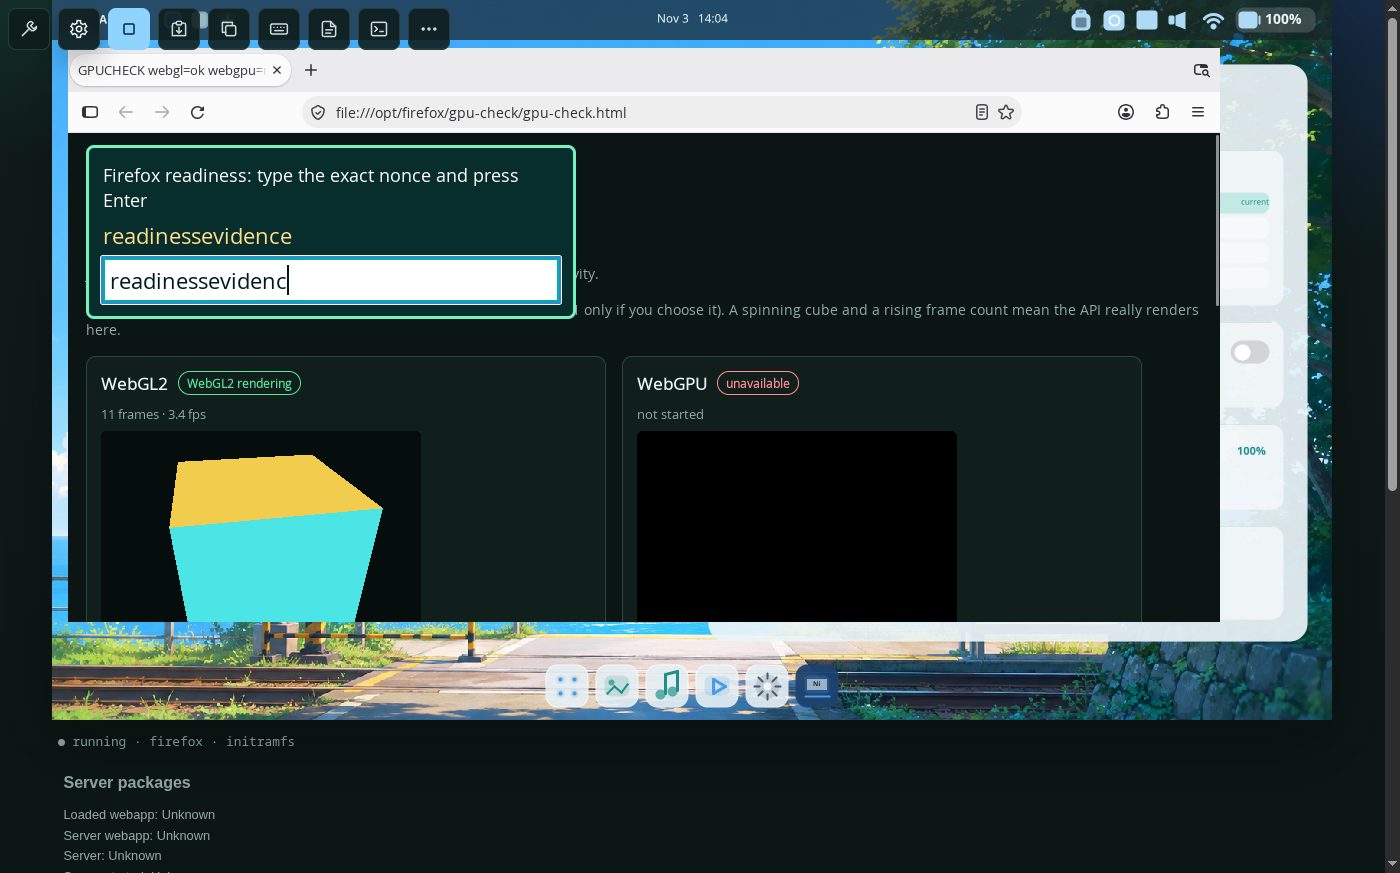 Nov 3 14:04
100%
GPUCHECK webgl=ok webgpu=
file:///opt/firefox/gpu-check/gpu-check.html
Firefox readiness: type the exact nonce and press
Enter
readinessevidence
readinessevidenc
vity.
only if you choose it). A spinning cube and a rising frame count mean the API really renders
here.
current
WebGL2 WebGL2 rendering
11 frames · 3.4 fps
WebGPU unavailable
not started
100%
Ni
running · firefox · initramfs
Server packages
Loaded webapp: Unknown
Server webapp: Unknown
Server: Unknown